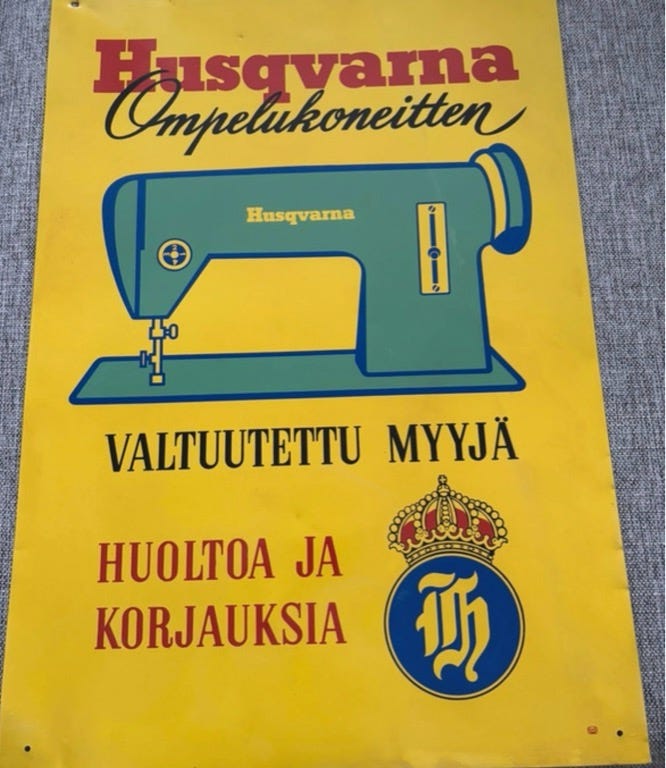 Husqvarna
Ompelukoneitten
Husqvarna
VALTUUTETTU MYYJÄ
HUOLTOA JA
KORJAUKSIA
H